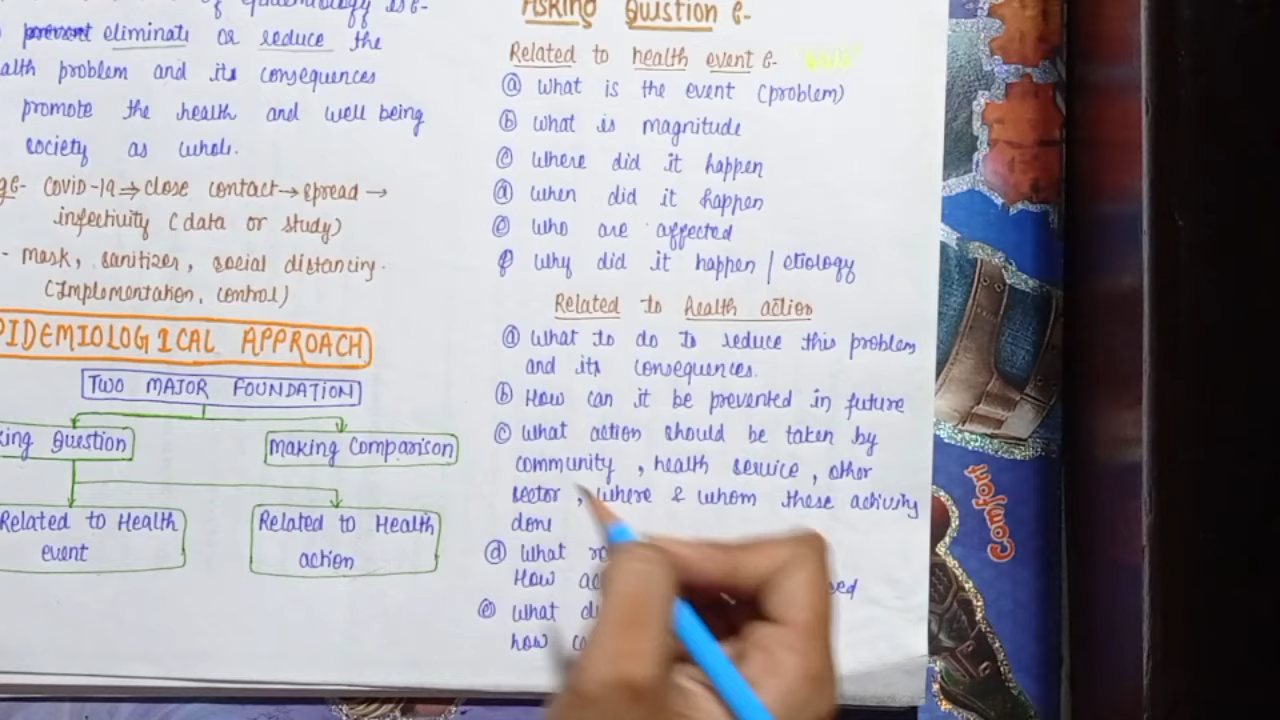 eliminate or reduce the
alth problem and its consequences
promote the health and well being
society as whole.
COVID-19 ⇒ close contact → spread →
infectivity (data or study)
- mask, sanitizer, social distancing.
(Implementation, control)
PIDEMIOLOGICAL APPROACH
TWO MAJOR FOUNDATION
king Question
making Comparison
Related to Health
event
Related to Health
action
Asking Question :-
Related to health event :-
(a) What is the event (problem)
(b) What is magnitude
(c) Where did it happen
(d) when did it happen
(e) Who are affected
(f) Why did it happen / etiology
Related to health action
(a) What to do to reduce this problem
and its consequences.
(b) How can it be prevented in future
(c) What action should be taken by
community, health service, other
sector, where & whom these
done
(d) What
How
(e) What
how
Comfort